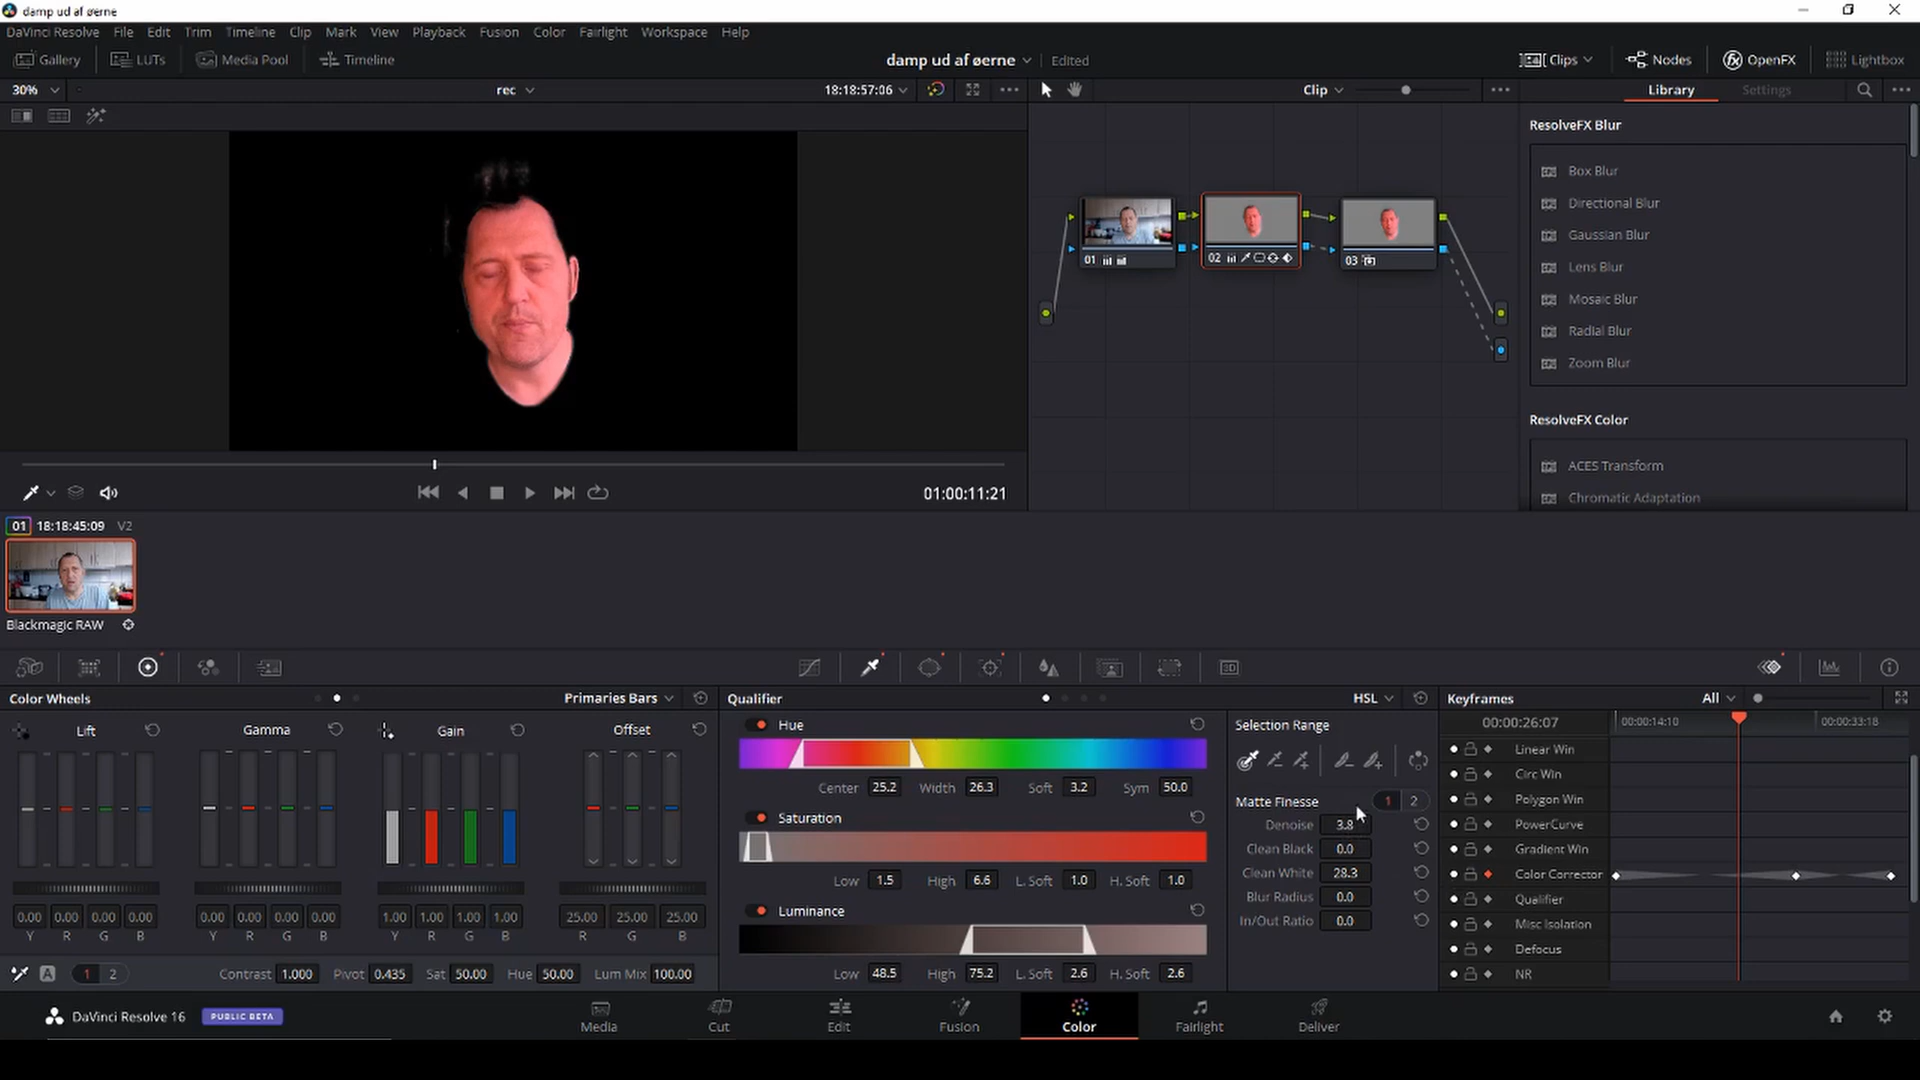 damp ud af øerne
DaVinci Resolve File Edit Trim Timeline Clip Mark View Playback Fusion Color Fairlight Workspace Help
Gallery LUTs Media Pool Timeline damp ud af øerne Edited Clips Nodes OpenFX Lightbox
30% rec 18:18:57:06 Clip Library Settings
ResolveFX Blur
Box Blur
Directional Blur
Gaussian Blur
Lens Blur
Mosaic Blur
Radial Blur
Zoom Blur
01 02 03
ResolveFX Color
ACES Transform
Chromatic Adaptation
01:00:11:21
01 18:18:45:09 V2
Blackmagic RAW
Color Wheels Primaries Bars
Lift Gamma Gain Offset
0.00 0.00 0.00 0.00 0.00 0.00 0.00 0.00 1.00 1.00 1.00 1.00 25.00 25.00 25.00
Y R G B Y R G B Y R G B R G B
A 1 2 Contrast 1.000 Pivot 0.435 Sat 50.00 Hue 50.00 Lum Mix 100.00
Qualifier HSL
Hue
Center 25.2 Width 26.3 Soft 3.2 Sym 50.0
Saturation
Low 1.5 High 6.6 L. Soft 1.0 H. Soft 1.0
Luminance
Low 48.5 High 75.2 L. Soft 2.6 H. Soft 2.6
Selection Range
Matte Finesse 1 2
Denoise 3.8
Clean Black 0.0
Clean White 28.3
Blur Radius 0.0
In/Out Ratio 0.0
3D
Keyframes All
00:00:26:07 00:00:14:10 00:00:33:18
Linear Win
Circ Win
Polygon Win
PowerCurve
Gradient Win
Color Corrector
Qualifier
Misc Isolation
Defocus
NR
DaVinci Resolve 16 PUBLIC BETA
Media Cut Edit Fusion Color Fairlight Deliver